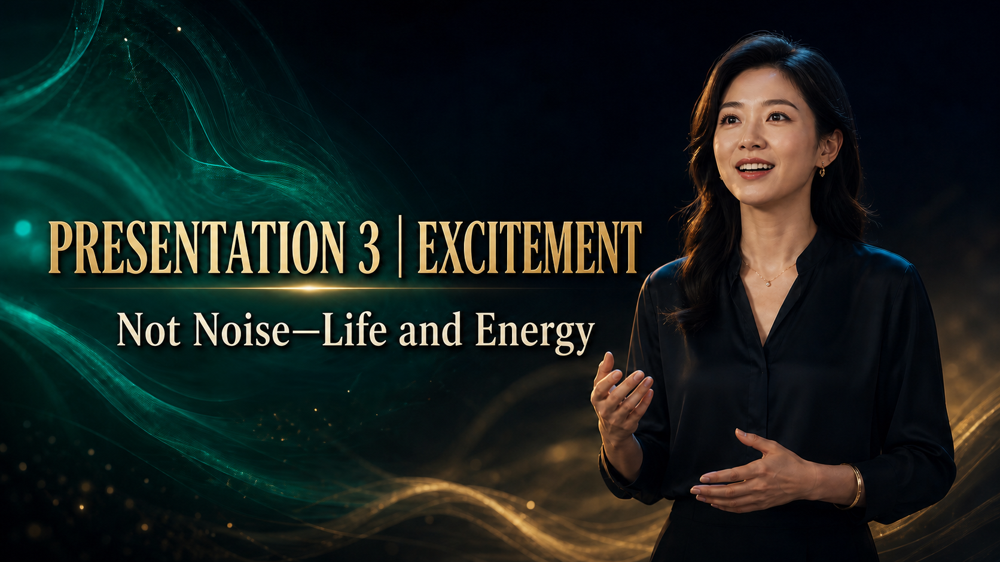 PRESENTATION 3 | EXCITEMENT
Not Noise—Life and Energy